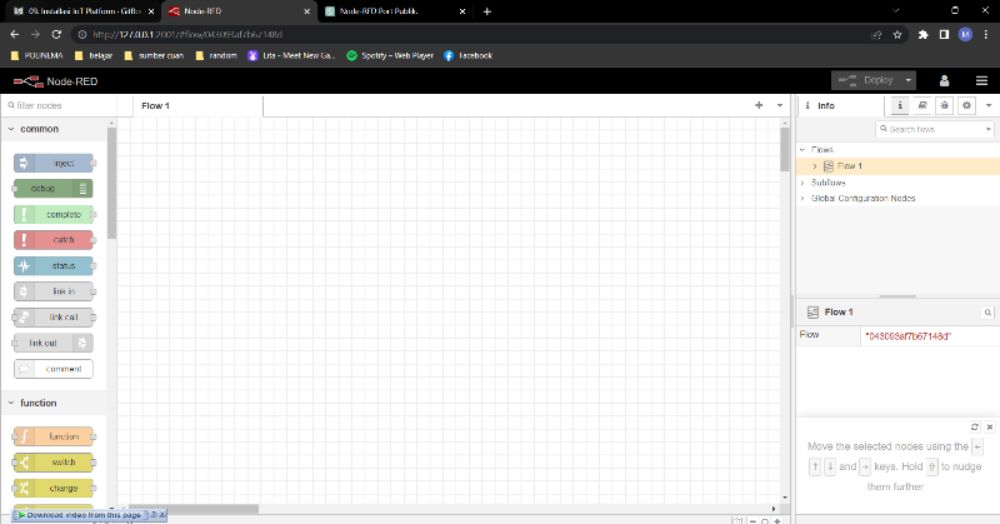 09. Installasi IoT Platform - GitBoo
Node-RED
Node-RED Port Publik.
http://127.0.0.1:2001/#flow/043093af7b67148d
POLINEMA
belajar
sumber cuan
random
Lita - Meet New Ga...
Spotify – Web Player
Facebook
M
Node-RED
Deploy
filter nodes
Flow 1
Info
common
Search flows
inject
Flows
Flow 1
debug
Subflows
Global Configuration Nodes
complete
catch
status
link in
link call
Flow 1
link out
Flow
"043093af7b67148d"
comment
function
function
Move the selected nodes using the ←
↑ ↓ and → keys. Hold ⇧ to nudge
them further
switch
change
Download video from this page